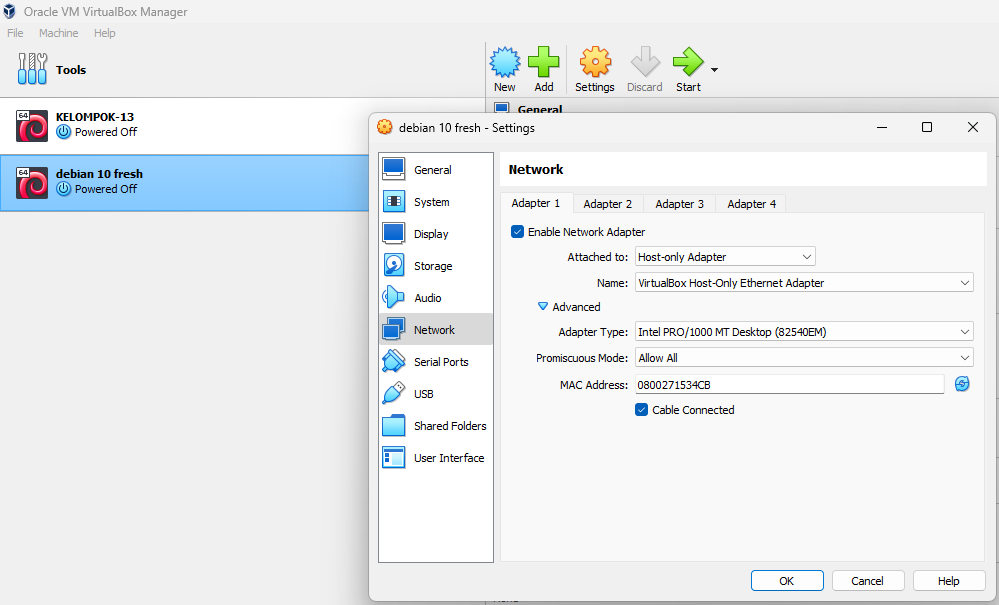 Oracle VM VirtualBox Manager
File Machine Help
Tools
New Add Settings Discard Start
64
KELOMPOK-13
Powered Off
64
debian 10 fresh
Powered Off
General
debian 10 fresh - Settings
General
System
Display
Storage
Audio
Network
Serial Ports
USB
Shared Folders
User Interface
Network
Adapter 1 Adapter 2 Adapter 3 Adapter 4
Enable Network Adapter
Attached to: Host-only Adapter
Name: VirtualBox Host-Only Ethernet Adapter
Advanced
Adapter Type: Intel PRO/1000 MT Desktop (82540EM)
Promiscuous Mode: Allow All
MAC Address: 0800271534CB
Cable Connected
OK Cancel Help